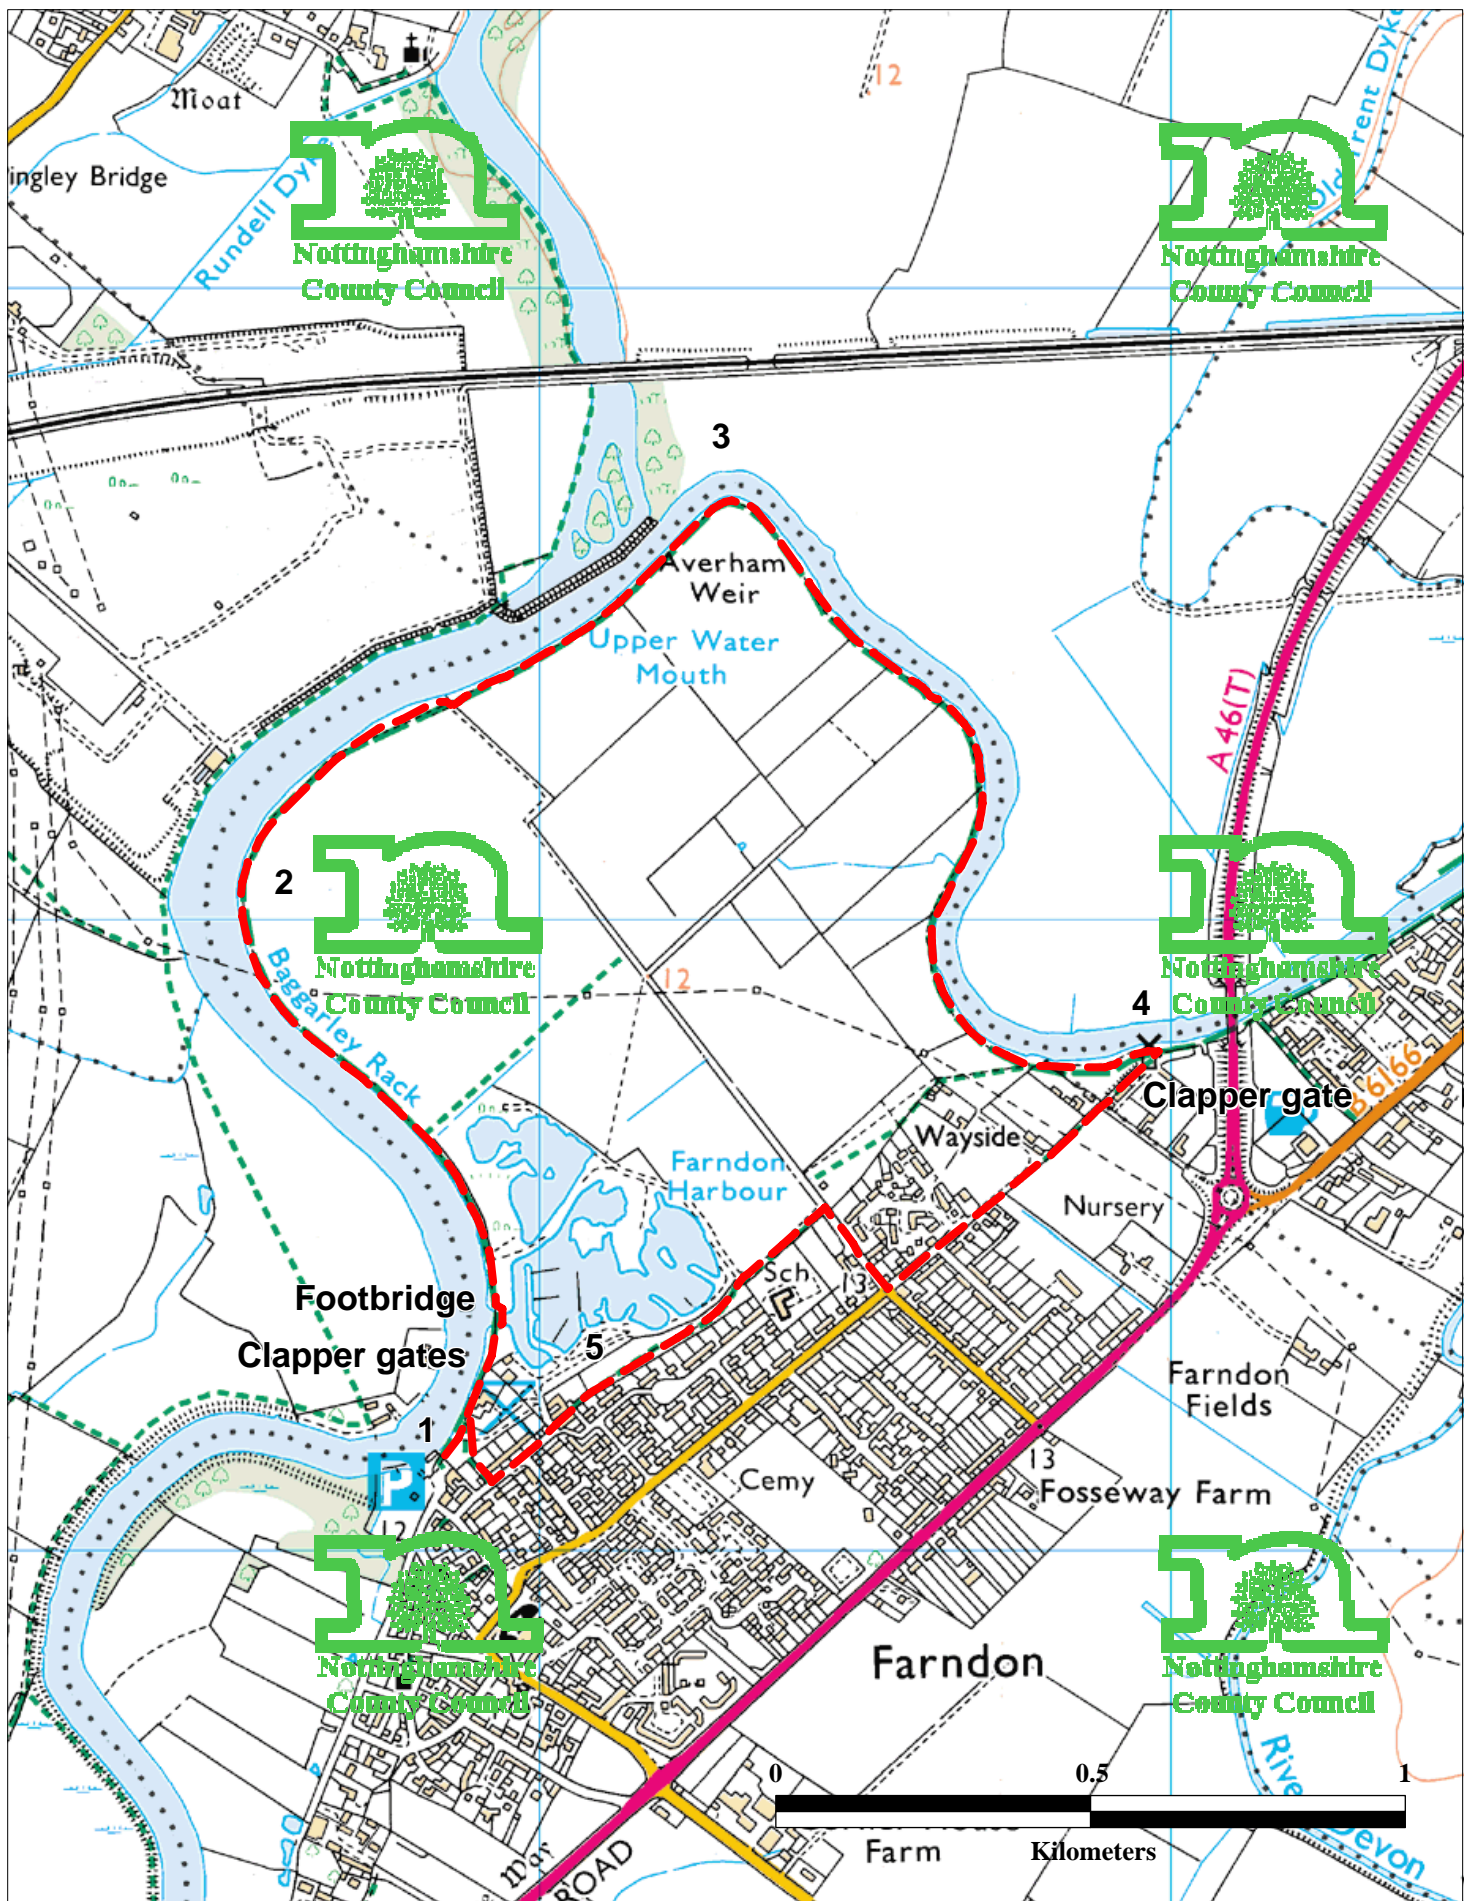 12
Moat
Old Trent Dyke
ingley Bridge
Rundell Dyke
Nottinghamshire
County Council
Nottinghamshire
County Council
3
Averham
Weir
Upper Water
Mouth
A 46(T)
2
Nottinghamshire
County Council
Nottinghamshire
County Council
Baggarley Rack
12
4
Clapper gate
B 6166
Wayside
Farndon
Harbour
Nursery
Sch
13
Footbridge
Clapper gates
5
Farndon
Fields
1
P
13
Cemy
Fosseway Farm
12
Nottinghamshire
County Council
Nottinghamshire
County Council
Farndon
River Devon
0 0.5 1
Kilometers
Farm
Way
ROAD